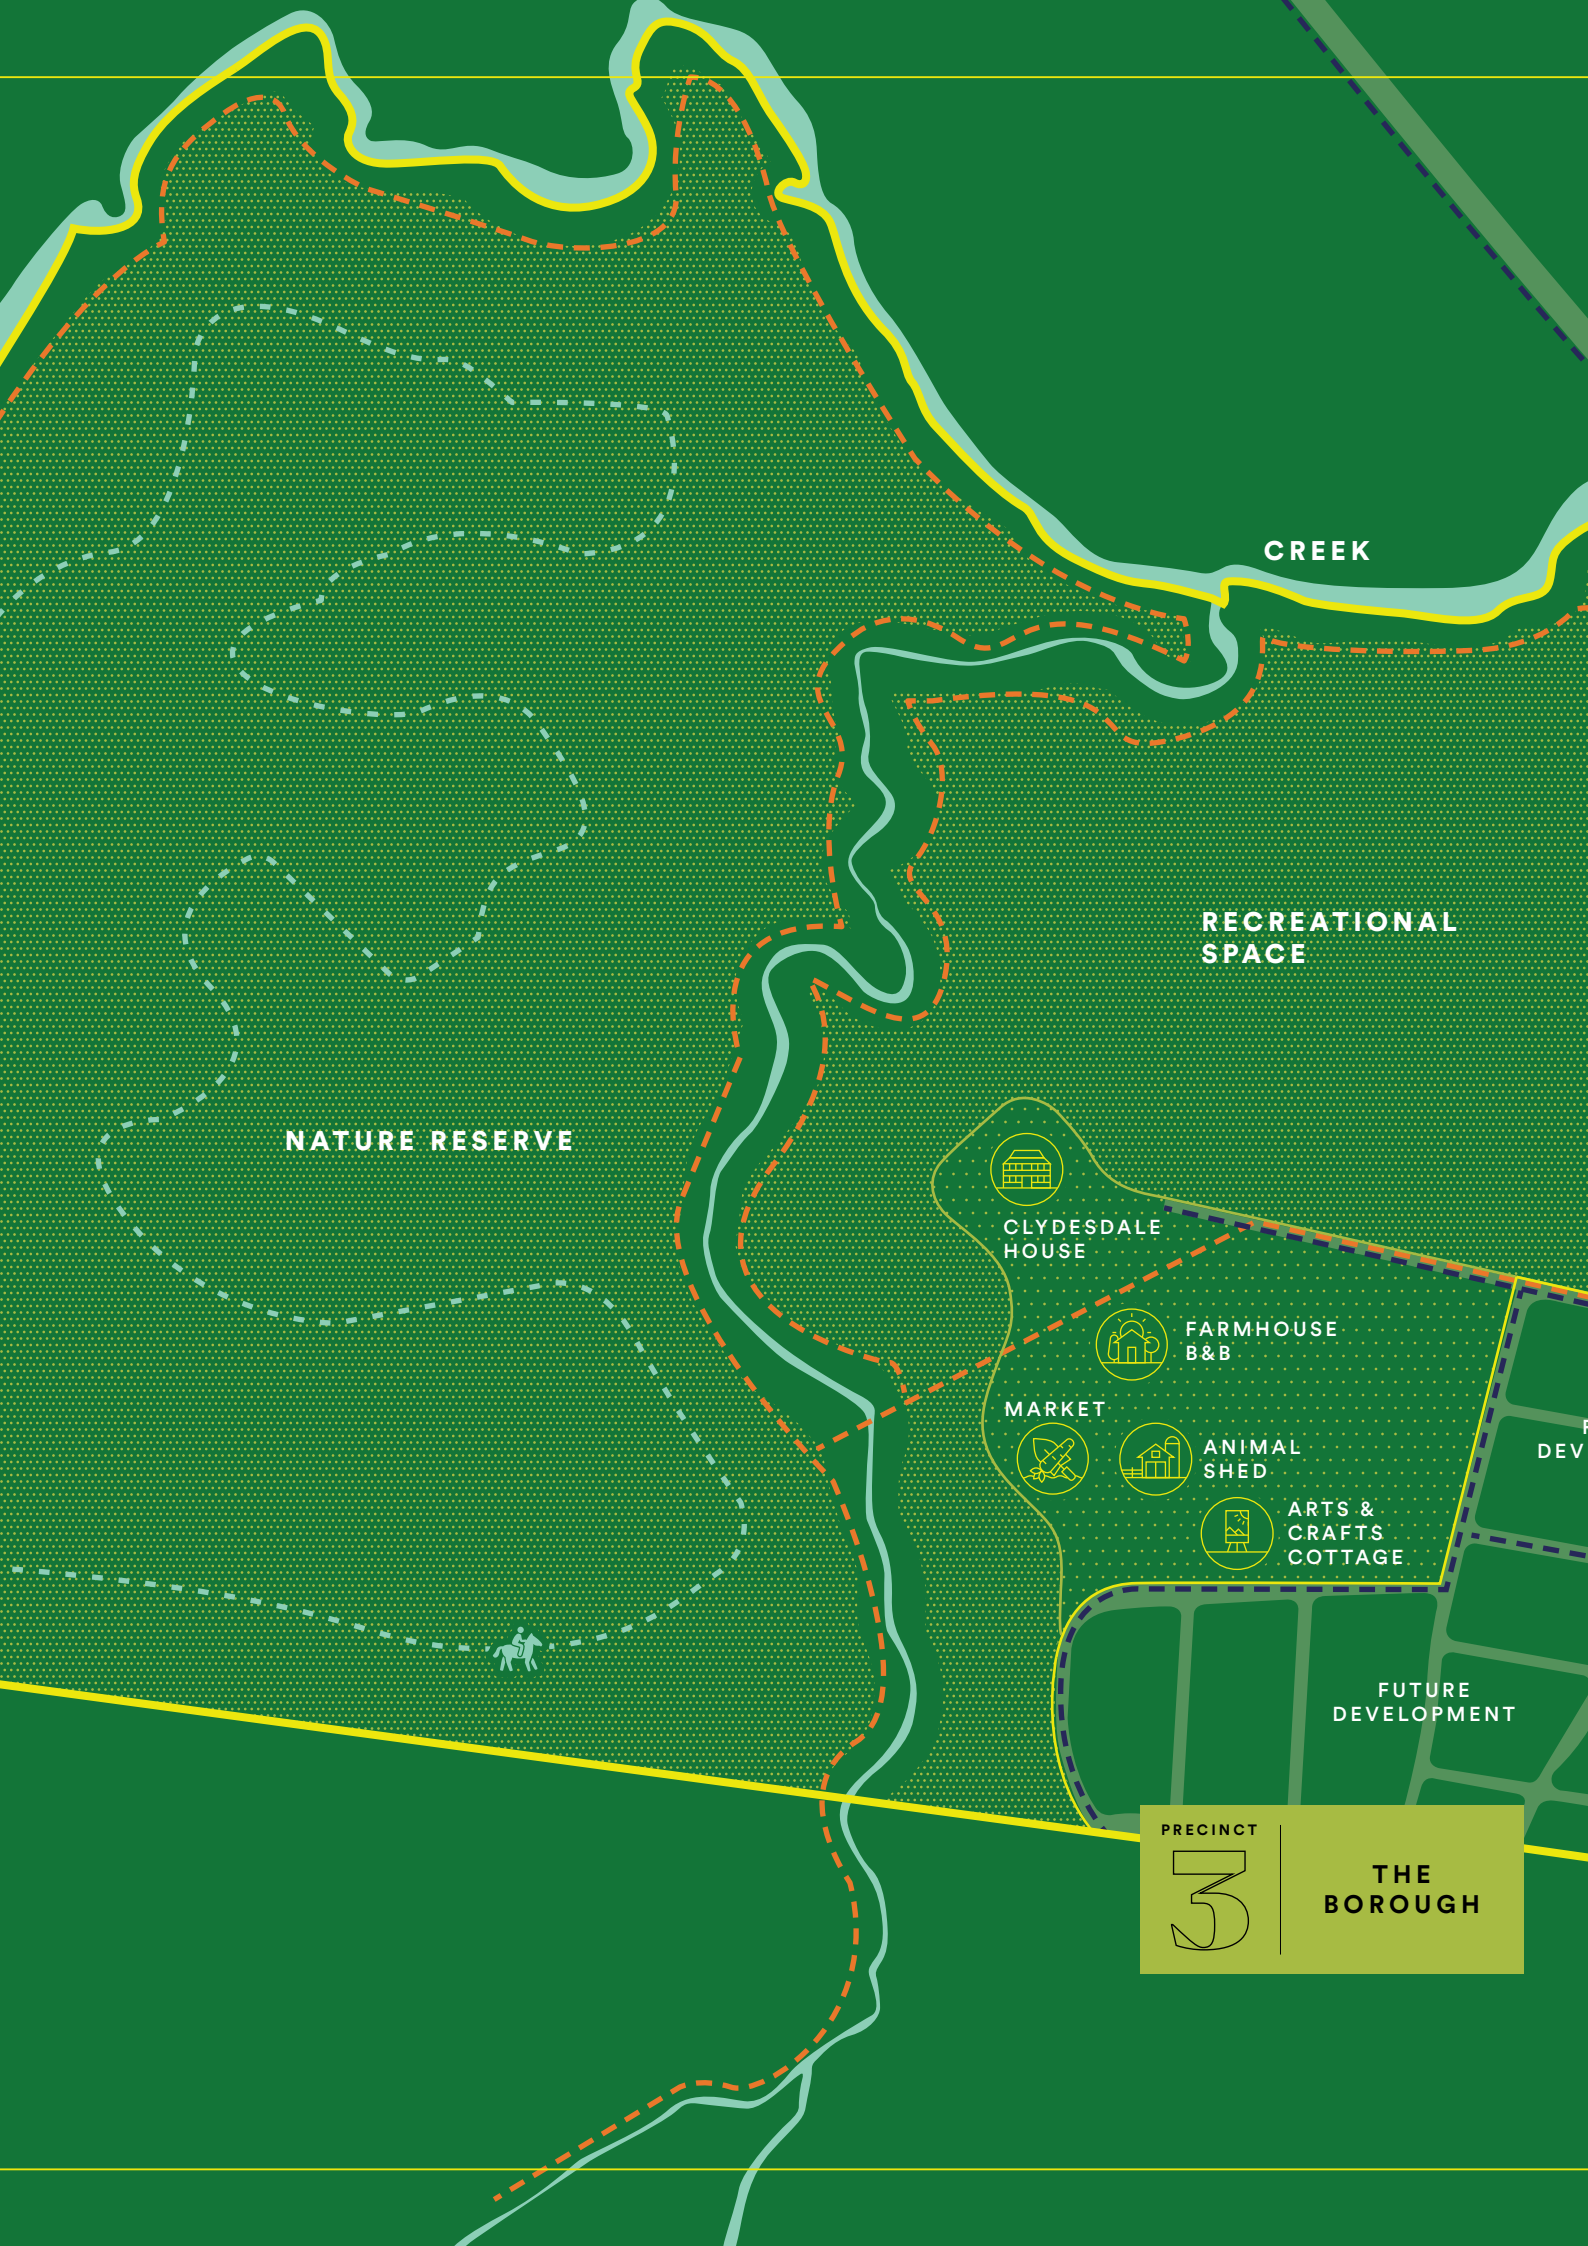 CREEK
RECREATIONAL
SPACE
NATURE RESERVE
CLYDESDALE
HOUSE
FARMHOUSE
B&B
MARKET
ANIMAL
SHED
ARTS &
CRAFTS
COTTAGE
DEV
FUTURE
DEVELOPMENT
PRECINCT
3
THE
BOROUGH